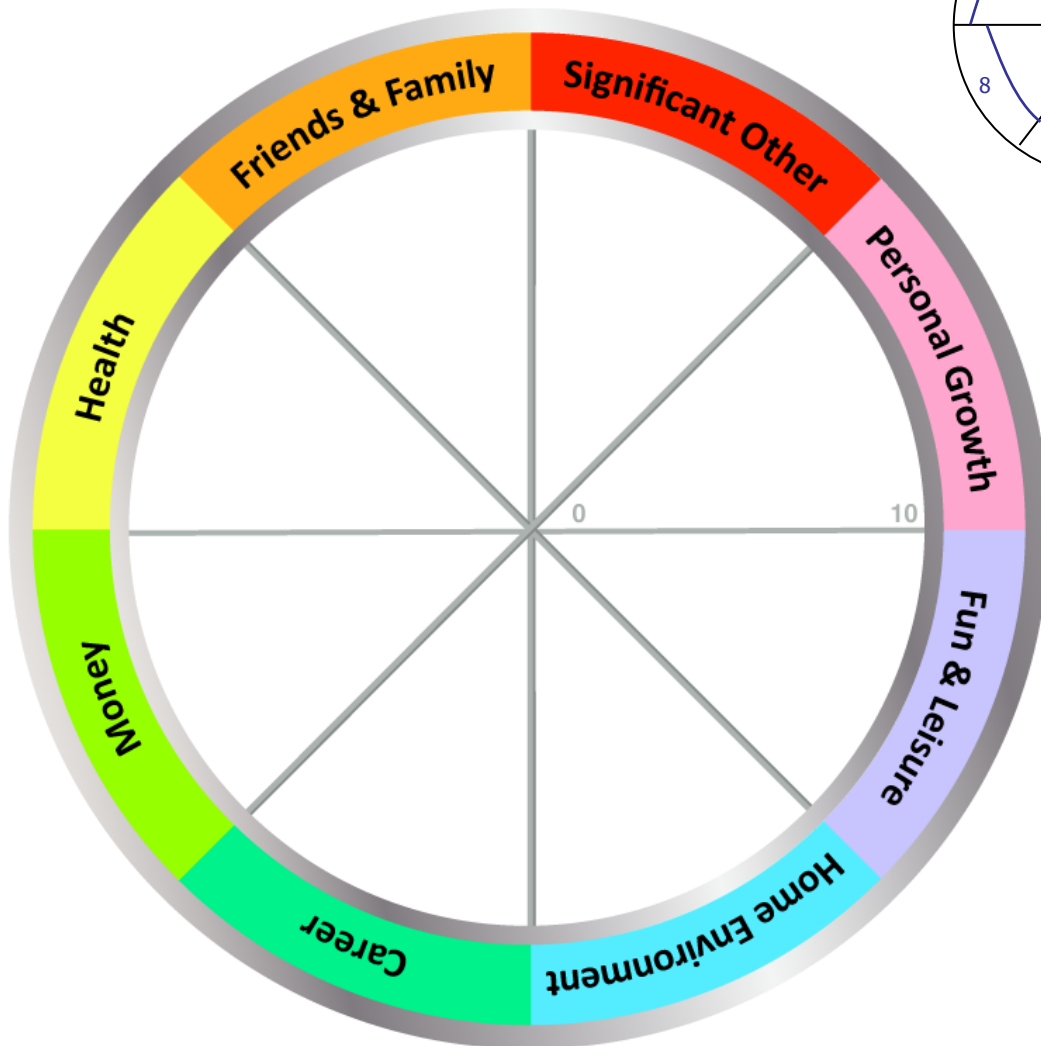 Friends & Family
Significant Other
8
Personal Growth
Health
0
10
Fun & Leisure
Money
Home Environment
Career